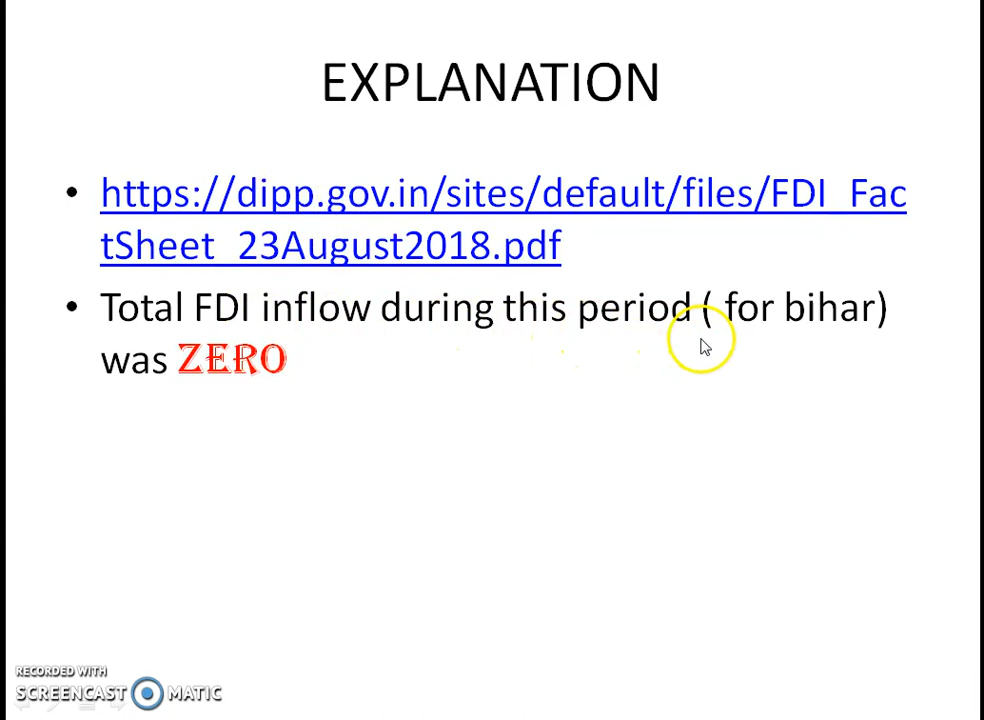 EXPLANATION
• https://dipp.gov.in/sites/default/files/FDI_Fac
tSheet_23August2018.pdf
• Total FDI inflow during this period ( for bihar)
was ZERO
RECORDED WITH
SCREENCAST MATIC